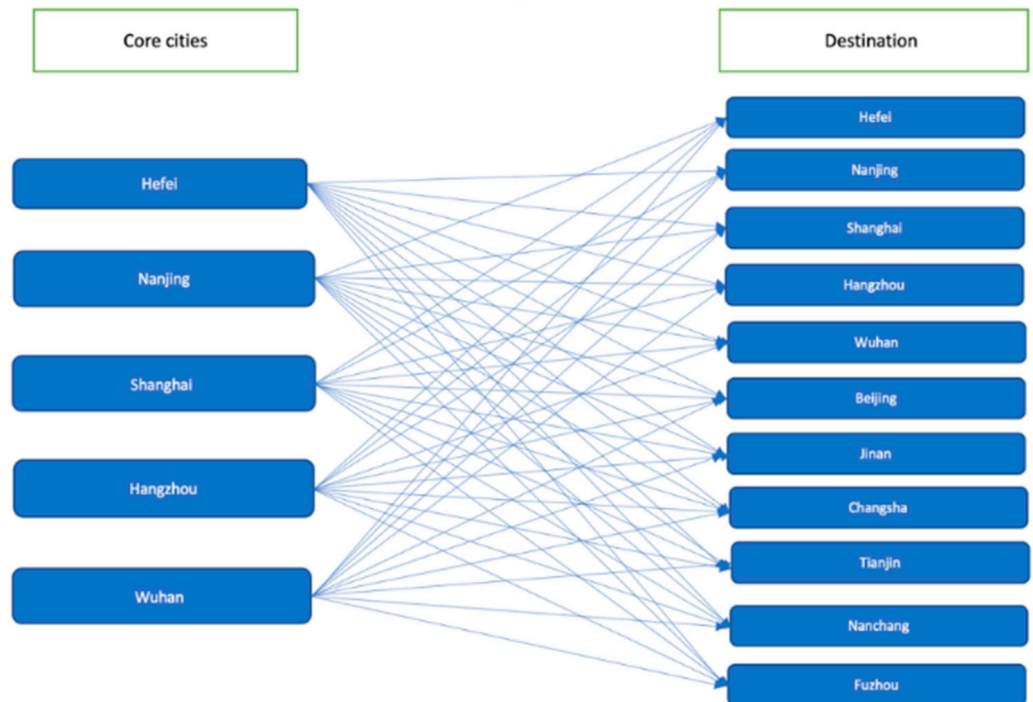 Core cities
Destination
Hefei
Nanjing
Shanghai
Hangzhou
Wuhan
Hefei
Nanjing
Shanghai
Hangzhou
Wuhan
Beijing
Jinan
Changsha
Tianjin
Nanchang
Fuzhou